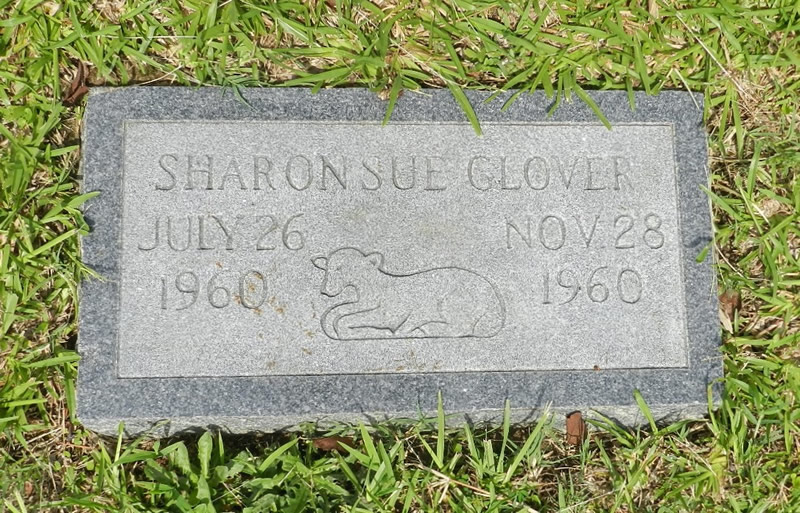 SHARON SUE GLOVER
JULY 26 NOV. 28
1960 1960